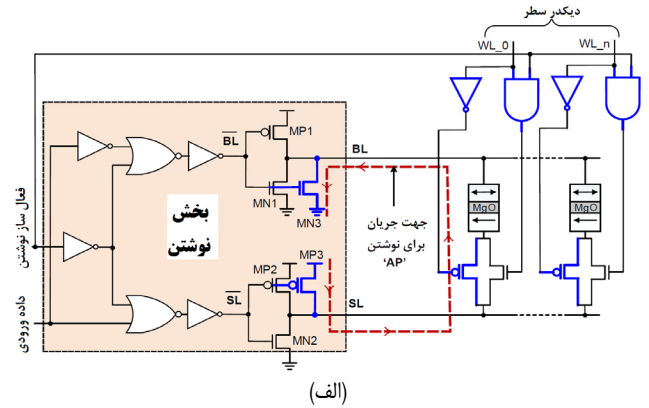 دیکدر سطر
WL_0
WL_n
BL
MP1
BL
MN1
MN3
MgO
MgO
بخش
نوشتن
جهت جریان
برای نوشتن
‘AP’
فعال ساز نوشتن
داده ورودی
MP3
MP2
SL
SL
MN2
(الف)